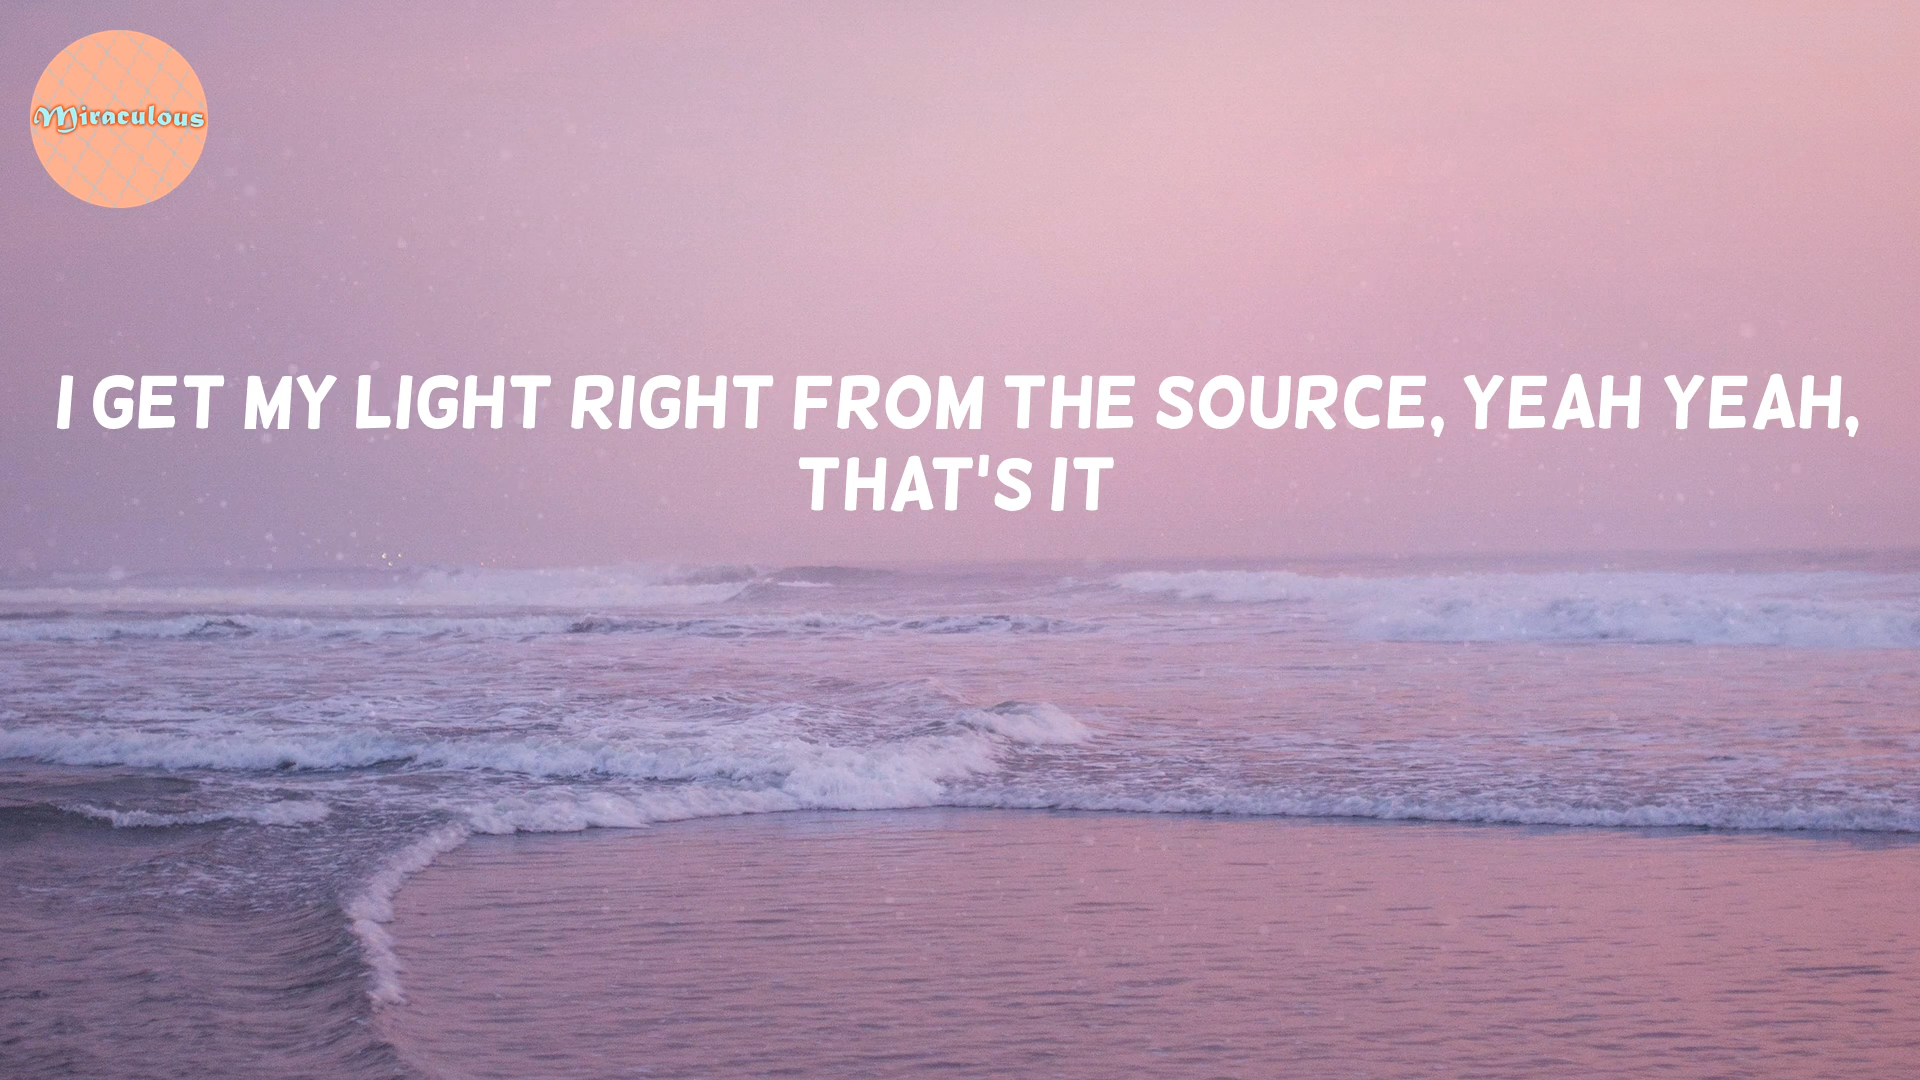 Miraculous
I GET MY LIGHT RIGHT FROM THE SOURCE, YEAH YEAH,
THAT'S IT